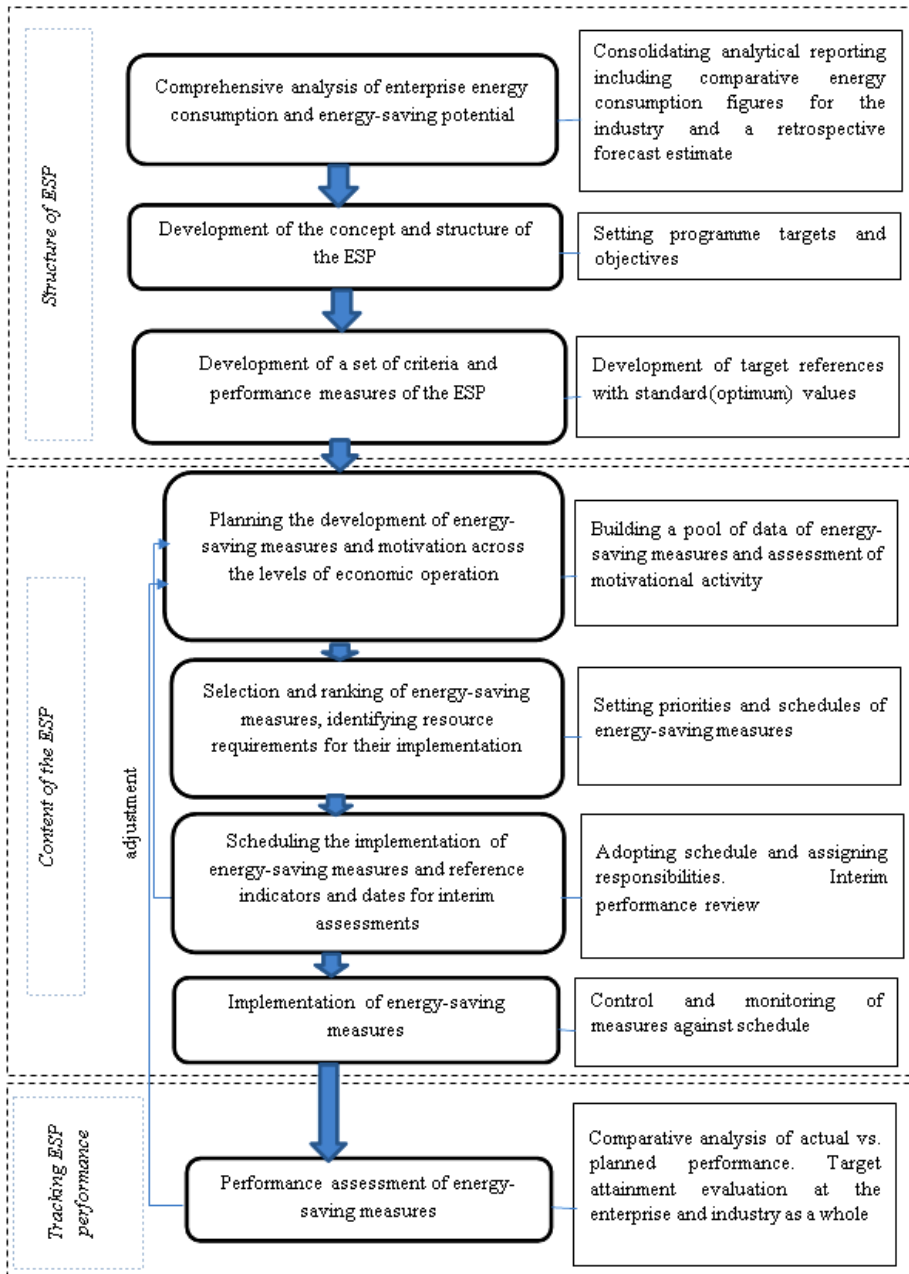 Structure of ESP
Comprehensive analysis of enterprise energy
consumption and energy-saving potential
Consolidating analytical reporting
including comparative energy
consumption figures for the
industry and a retrospective
forecast estimate
Development of the concept and structure of
the ESP
Setting programme targets and
objectives
Development of a set of criteria and
performance measures of the ESP
Development of target references
with standard (optimum) values
Content of the ESP
adjustment
Planning the development of energy-
saving measures and motivation across
the levels of economic operation
Building a pool of data of energy-
saving measures and assessment of
motivational activity
Selection and ranking of energy-saving
measures, identifying resource
requirements for their implementation
Setting priorities and schedules of
energy-saving measures
Scheduling the implementation of
energy-saving measures and reference
indicators and dates for interim
assessments
Adopting schedule and assigning
responsibilities. Interim
performance review
Implementation of energy-saving
measures
Control and monitoring of
measures against schedule
Tracking ESP
performance
Performance assessment of energy-
saving measures
Comparative analysis of actual vs.
planned performance. Target
attainment evaluation at the
enterprise and industry as a whole